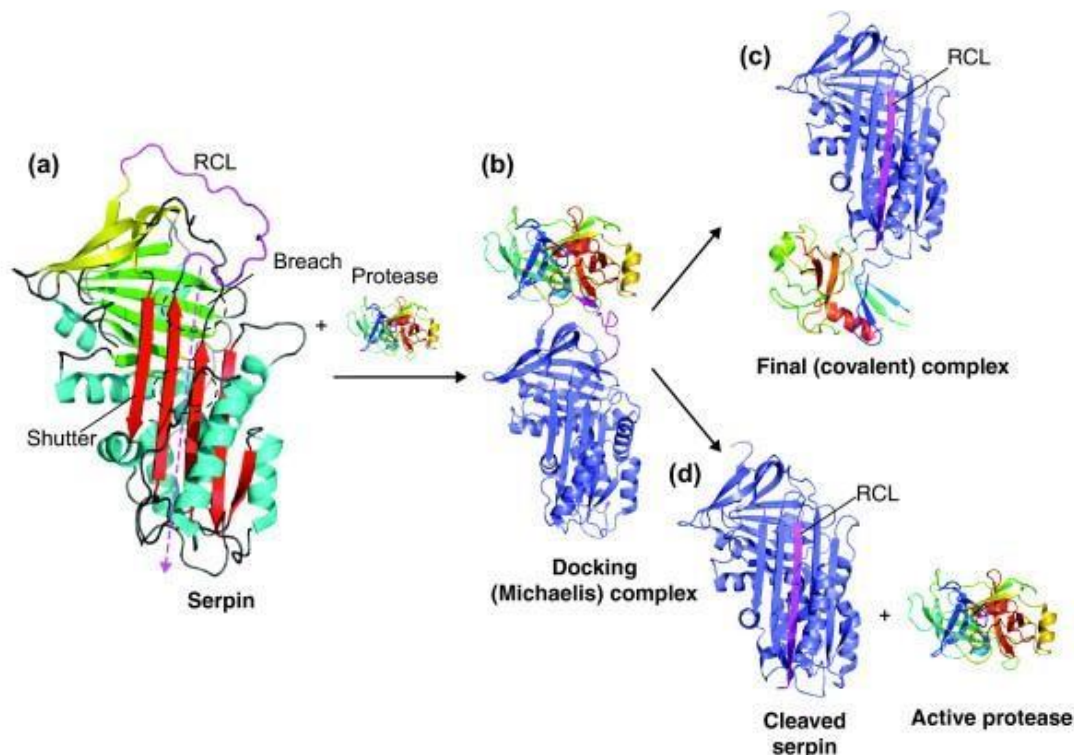 (a)
RCL
Breach
Shutter
Serpin
+
Protease
(b)
Docking
(Michaelis) complex
(c)
RCL
Final (covalent) complex
(d)
RCL
Cleaved
serpin
+
Active protease